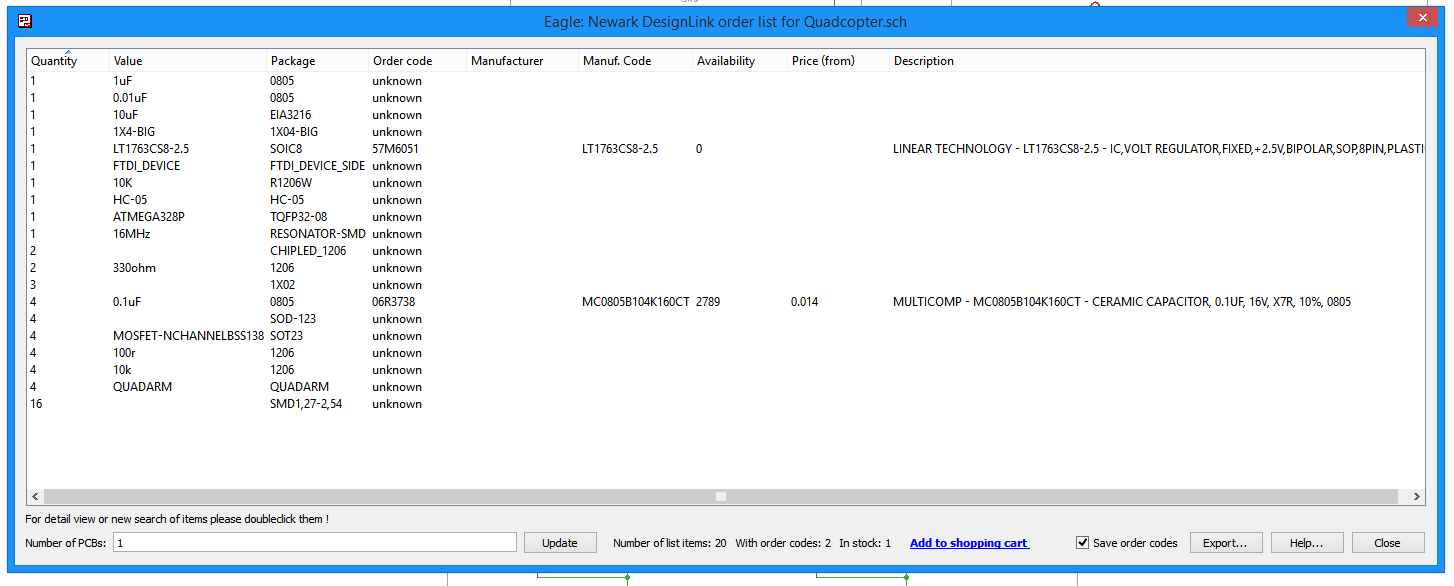 GND
Eagle: Newark DesignLink order list for Quadcopter.sch
Quantity Value Package Order code Manufacturer Manuf. Code Availability Price (from) Description
1 1uF 0805 unknown
1 0.01uF 0805 unknown
1 10uF EIA3216 unknown
1 1X4-BIG 1X04-BIG unknown
1 LT1763CS8-2.5 SOIC8 57M6051 LT1763CS8-2.5 0 LINEAR TECHNOLOGY - LT1763CS8-2.5 - IC,VOLT REGULATOR,FIXED,+2.5V,BIPOLAR,SOP,8PIN,PLASTI
1 FTDI_DEVICE FTDI_DEVICE_SIDE unknown
1 10K R1206W unknown
1 HC-05 HC-05 unknown
1 ATMEGA328P TQFP32-08 unknown
1 16MHz RESONATOR-SMD unknown
2 CHIPLED_1206 unknown
2 330ohm 1206 unknown
3 1X02 unknown
4 0.1uF 0805 06R3738 MC0805B104K160CT 2789 0.014 MULTICOMP - MC0805B104K160CT - CERAMIC CAPACITOR, 0.1UF, 16V, X7R, 10%, 0805
4 SOD-123 unknown
4 MOSFET-NCHANNELBSS138 SOT23 unknown
4 100r 1206 unknown
4 10k 1206 unknown
4 QUADARM QUADARM unknown
16 SMD1,27-2,54 unknown
For detail view or new search of items please doubleclick them !
Number of PCBs: 1 Update Number of list items: 20 With order codes: 2 In stock: 1 Add to shopping cart Save order codes Export... Help... Close